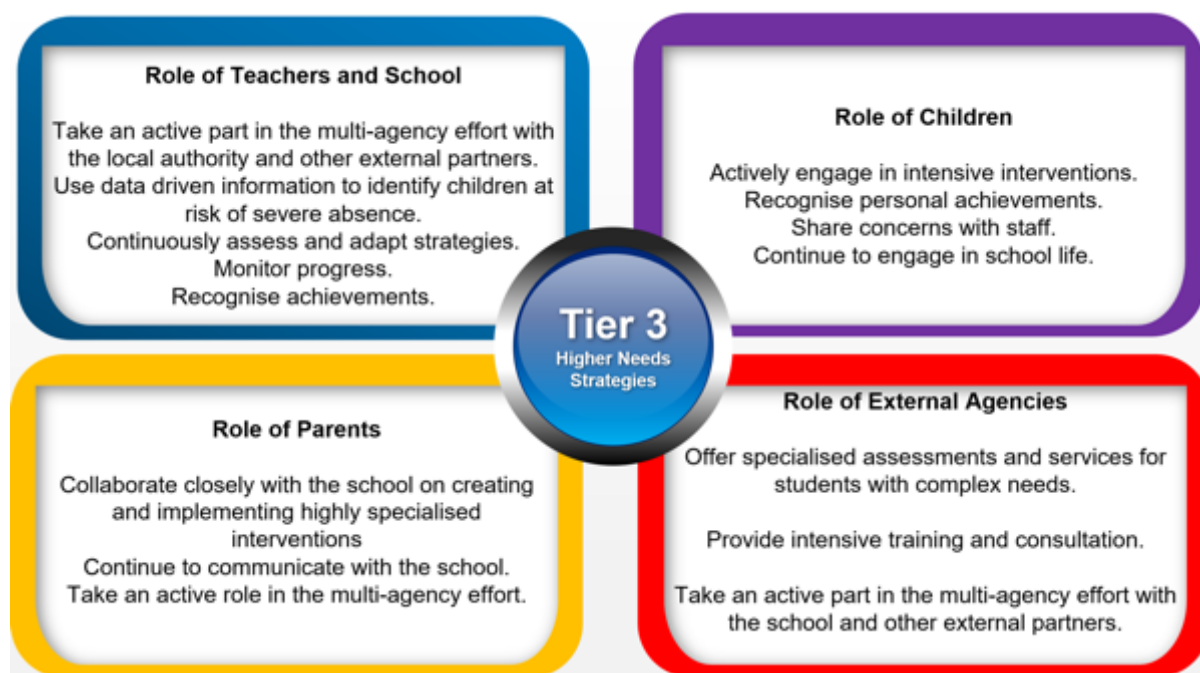 Role of Teachers and School
Take an active part in the multi-agency effort with
the local authority and other external partners.
Use data driven information to identify children at
risk of severe absence.
Continuously assess and adapt strategies.
Monitor progress.
Recognise achievements.
Role of Children
Actively engage in intensive interventions.
Recognise personal achievements.
Share concerns with staff.
Continue to engage in school life.
Tier 3
Higher Needs
Strategies
Role of Parents
Collaborate closely with the school on creating
and implementing highly specialised
interventions
Continue to communicate with the school.
Take an active role in the multi-agency effort.
Role of External Agencies
Offer specialised assessments and services for
students with complex needs.
Provide intensive training and consultation.
Take an active part in the multi-agency effort with
the school and other external partners.